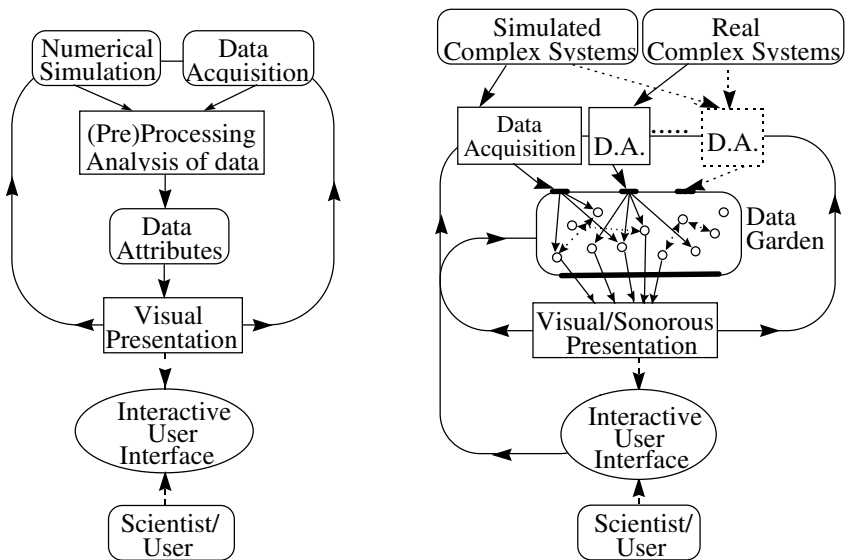 Numerical
Simulation
Data
Acquisition
(Pre)Processing
Analysis of data
Data
Attributes
Visual
Presentation
Interactive
User
Interface
Scientist/
User
Simulated
Complex Systems
Real
Complex Systems
Data
Acquisition
D.A.
.....
D.A.
Data
Garden
Visual/Sonorous
Presentation
Interactive
User
Interface
Scientist/
User